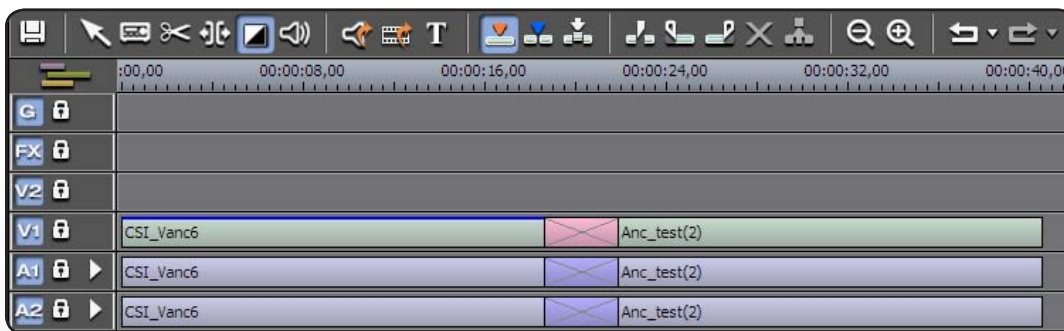 T
:00,00 00:00:08,00 00:00:16,00 00:00:24,00 00:00:32,00 00:00:40,0
G
FX
V2
V1 CSI_Vanc6 Anc_test(2)
A1 CSI_Vanc6 Anc_test(2)
A2 CSI_Vanc6 Anc_test(2)